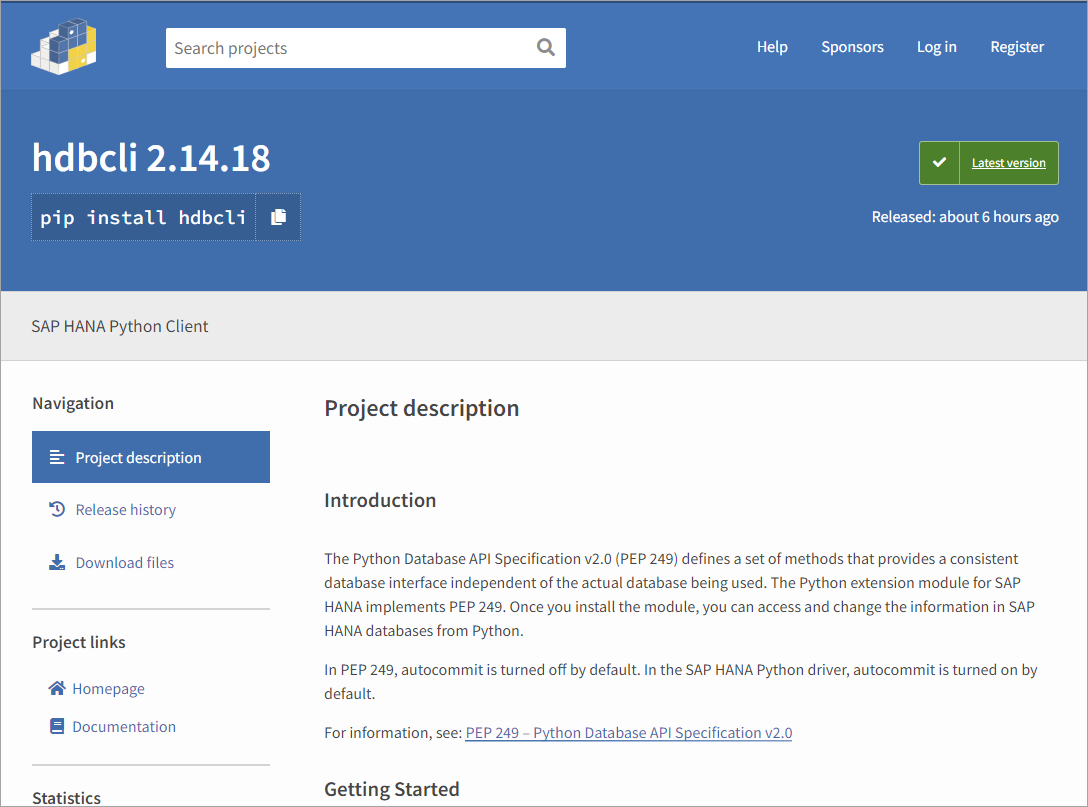 Search projects
Help
Sponsors
Log in
Register
hdbcli 2.14.18
Latest version
pip install hdbcli
Released: about 6 hours ago
SAP HANA Python Client
Navigation
Project description
Release history
Download files
Project links
Homepage
Documentation
Statistics
Project description
Introduction
The Python Database API Specification v2.0 (PEP 249) defines a set of methods that provides a consistent
database interface independent of the actual database being used. The Python extension module for SAP
HANA implements PEP 249. Once you install the module, you can access and change the information in SAP
HANA databases from Python.
In PEP 249, autocommit is turned off by default. In the SAP HANA Python driver, autocommit is turned on by
default.
For information, see: PEP 249 – Python Database API Specification v2.0
Getting Started